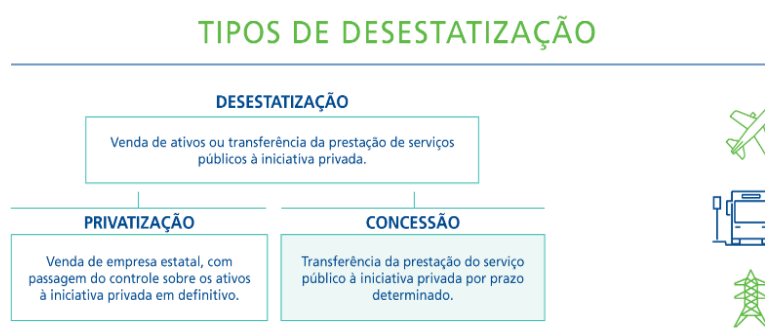 TIPOS DE DESESTATIZAÇÃO
DESESTATIZAÇÃO
Venda de ativos ou transferência da prestação de serviços
públicos à iniciativa privada.
PRIVATIZAÇÃO
Venda de empresa estatal, com
passagem do controle sobre os ativos
à iniciativa privada em definitivo.
CONCESSÃO
Transferência da prestação do serviço
público à iniciativa privada por prazo
determinado.